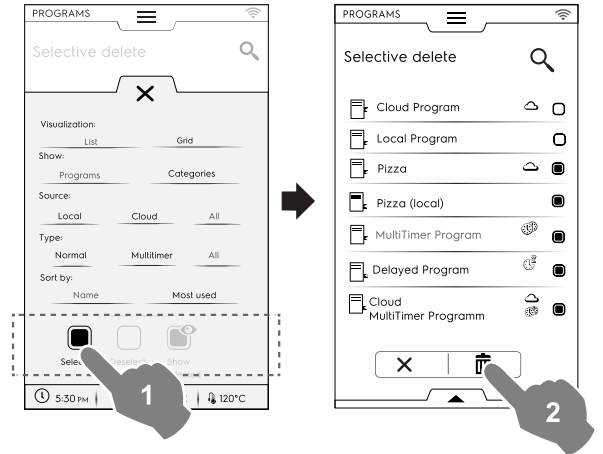 PROGRAMS
Selective delete
Visualization:
List Grid
Show:
Programs Categories
Source:
Local Cloud All
Type:
Normal Multitimer All
Sort by:
Name Most used
Show
5:30 PM 120°C
1
PROGRAMS
Selective delete
Cloud Program
Local Program
Pizza
Pizza (local)
MultiTimer Program
Delayed Program
Cloud
MultiTimer Programm
2